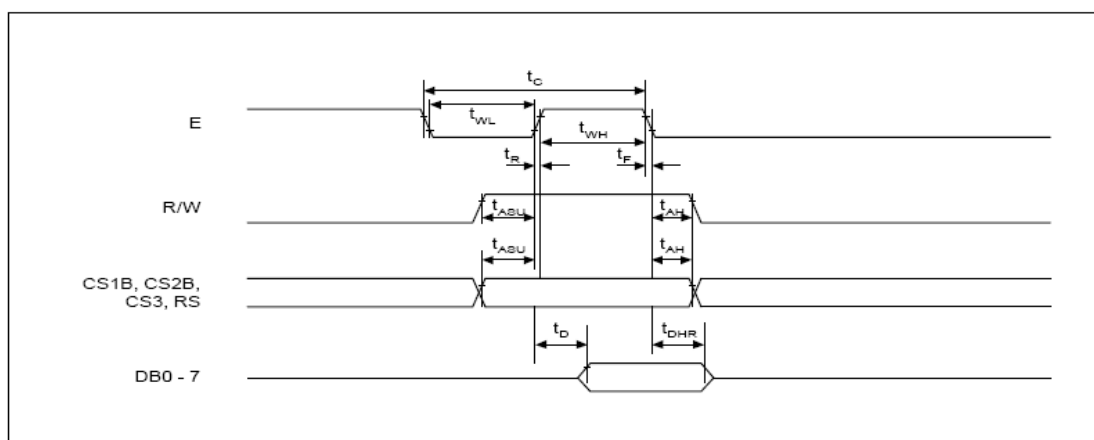 tC
E
tWL
tWH
tR
tF
R/W
tASU
tAH
tASU
tAH
CS1B, CS2B,
CS3, RS
tD
tDHR
DB0 - 7